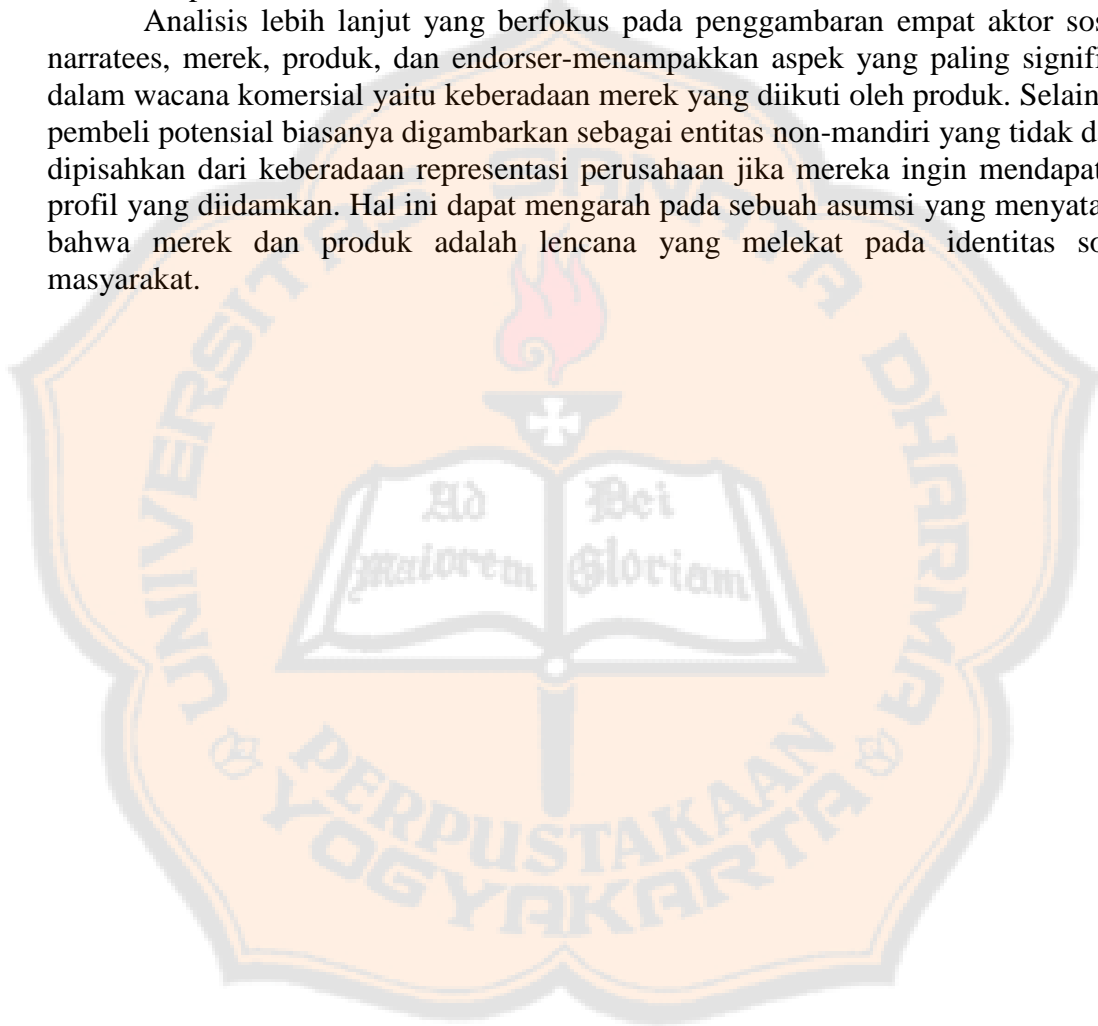 Analisis lebih lanjut yang berfokus pada penggambaran empat aktor sos
narratees, merek, produk, dan endorser-menampakkan aspek yang paling signifi
dalam wacana komersial yaitu keberadaan merek yang diikuti oleh produk. Selain
pembeli potensial biasanya digambarkan sebagai entitas non-mandiri yang tidak d
dipisahkan dari keberadaan representasi perusahaan jika mereka ingin mendapat
profil yang diidamkan. Hal ini dapat mengarah pada sebuah asumsi yang menyata
bahwa merek dan produk adalah lencana yang melekat pada identitas so
masyarakat.
UNIVERSITAS SANATA DHARMA
Ad Dei
Maiorem Gloriam
PERPUSTAKAAN
YOGYAKARTA